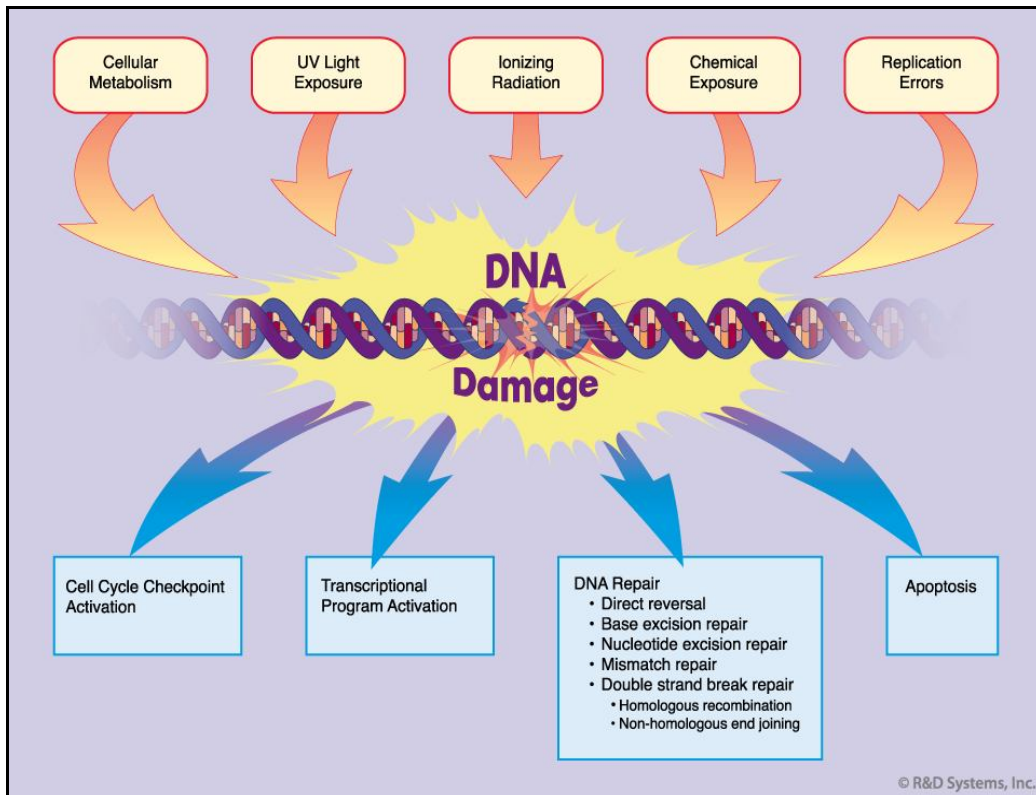 Cellular
Metabolism
UV Light
Exposure
Ionizing
Radiation
Chemical
Exposure
Replication
Errors
DNA
Damage
Cell Cycle Checkpoint
Activation
Transcriptional
Program Activation
DNA Repair
• Direct reversal
• Base excision repair
• Nucleotide excision repair
• Mismatch repair
• Double strand break repair
• Homologous recombination
• Non-homologous end joining
Apoptosis
© R&D Systems, Inc.